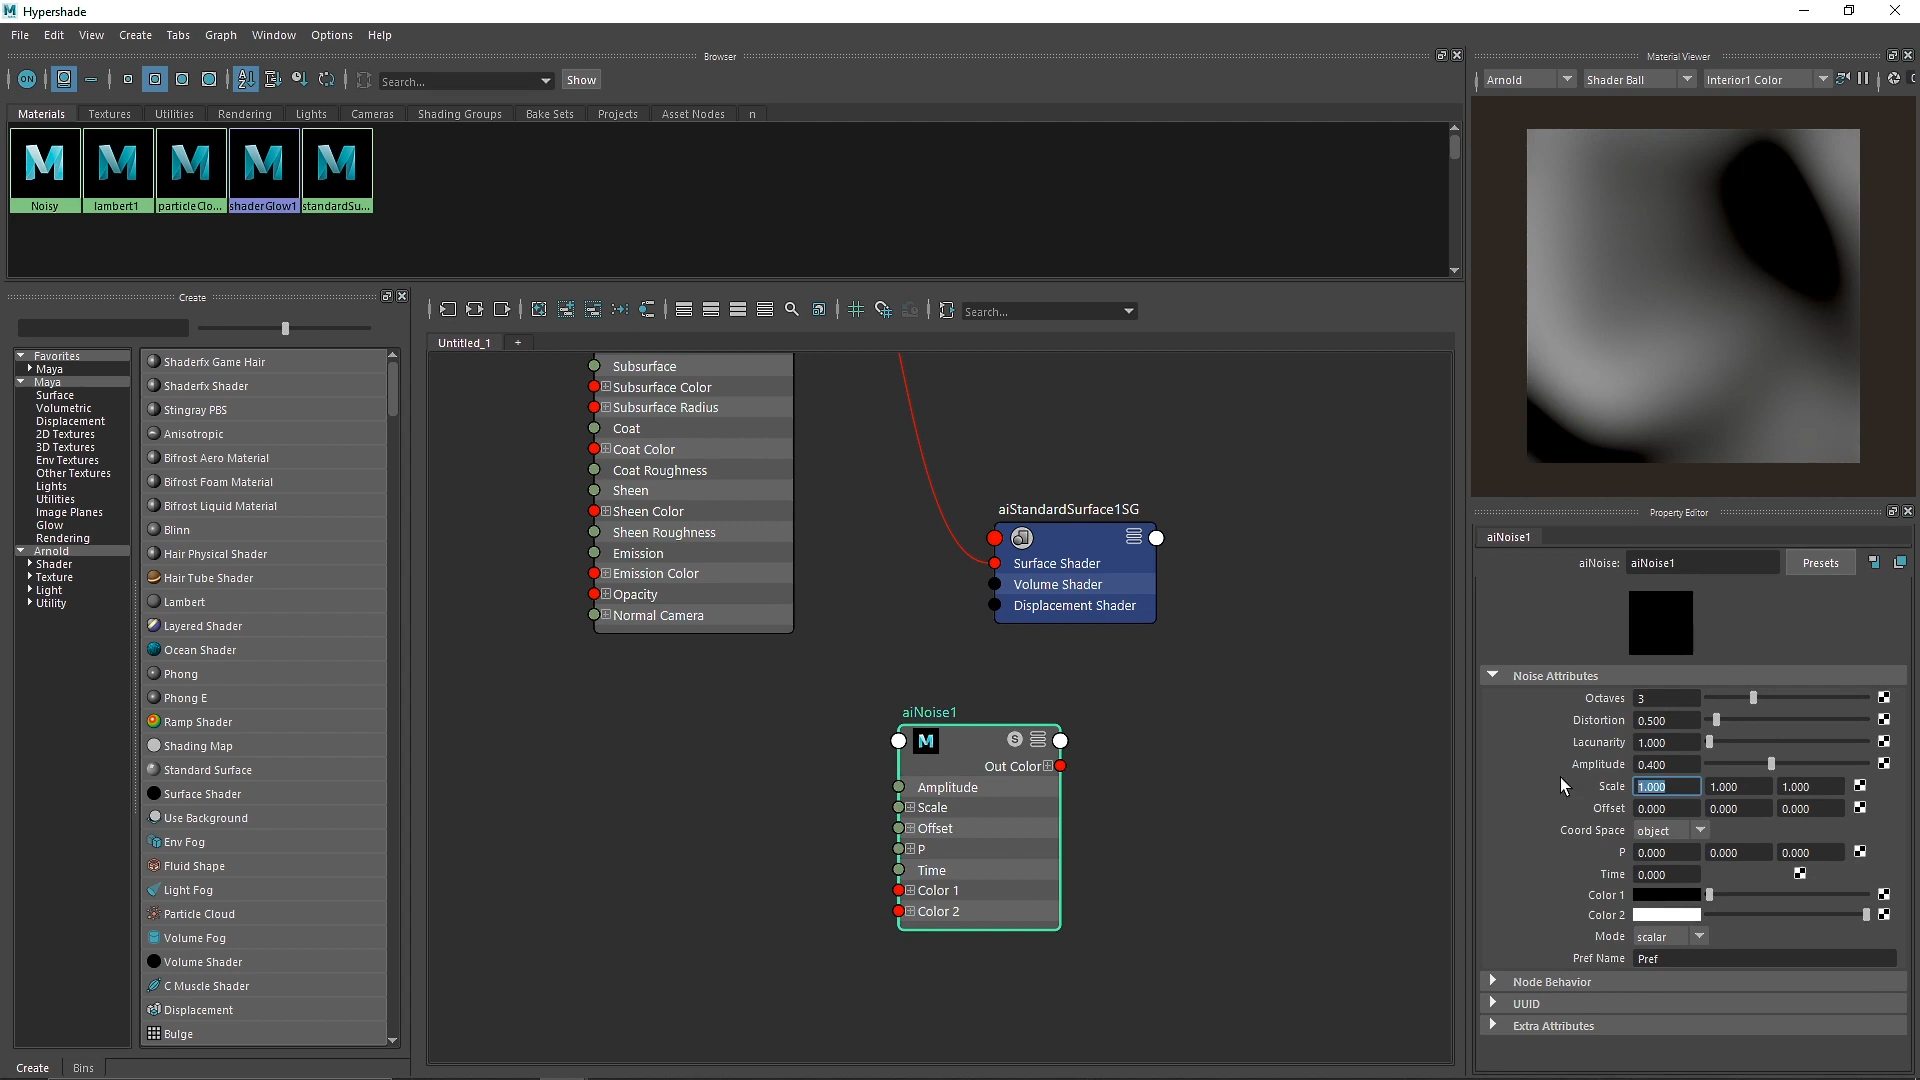 Hypershade
File Edit View Create Tabs Graph Window Options Help
Browser
Material Viewer
ON
Search...
Show
Arnold
Shader Ball
Interior1 Color
Materials Textures Utilities Rendering Lights Cameras Shading Groups Bake Sets Projects Asset Nodes n
Noisy
lambert1
particleClo...
shaderGlow1
standardSu...
Create
Search...
Untitled_1
+
Favorites
Maya
Maya
Surface
Volumetric
Displacement
2D Textures
3D Textures
Env Textures
Other Textures
Lights
Utilities
Image Planes
Glow
Rendering
Arnold
Shader
Texture
Light
Utility
Shaderfx Game Hair
Shaderfx Shader
Stingray PBS
Anisotropic
Bifrost Aero Material
Bifrost Foam Material
Bifrost Liquid Material
Blinn
Hair Physical Shader
Hair Tube Shader
Lambert
Layered Shader
Ocean Shader
Phong
Phong E
Ramp Shader
Shading Map
Standard Surface
Surface Shader
Use Background
Env Fog
Fluid Shape
Light Fog
Particle Cloud
Volume Fog
Volume Shader
C Muscle Shader
Displacement
Bulge
Create Bins
Subsurface
Subsurface Color
Subsurface Radius
Coat
Coat Color
Coat Roughness
Sheen
Sheen Color
Sheen Roughness
Emission
Emission Color
Opacity
Normal Camera
aiStandardSurface1SG
Surface Shader
Volume Shader
Displacement Shader
aiNoise1
M
S
Out Color
Amplitude
Scale
Offset
P
Time
Color 1
Color 2
Property Editor
aiNoise1
aiNoise: aiNoise1 Presets
Noise Attributes
Octaves 3
Distortion 0.500
Lacunarity 1.000
Amplitude 0.400
Scale 1.000 1.000 1.000
Offset 0.000 0.000 0.000
Coord Space object
P 0.000 0.000 0.000
Time 0.000
Color 1
Color 2
Mode scalar
Pref Name Pref
Node Behavior
UUID
Extra Attributes